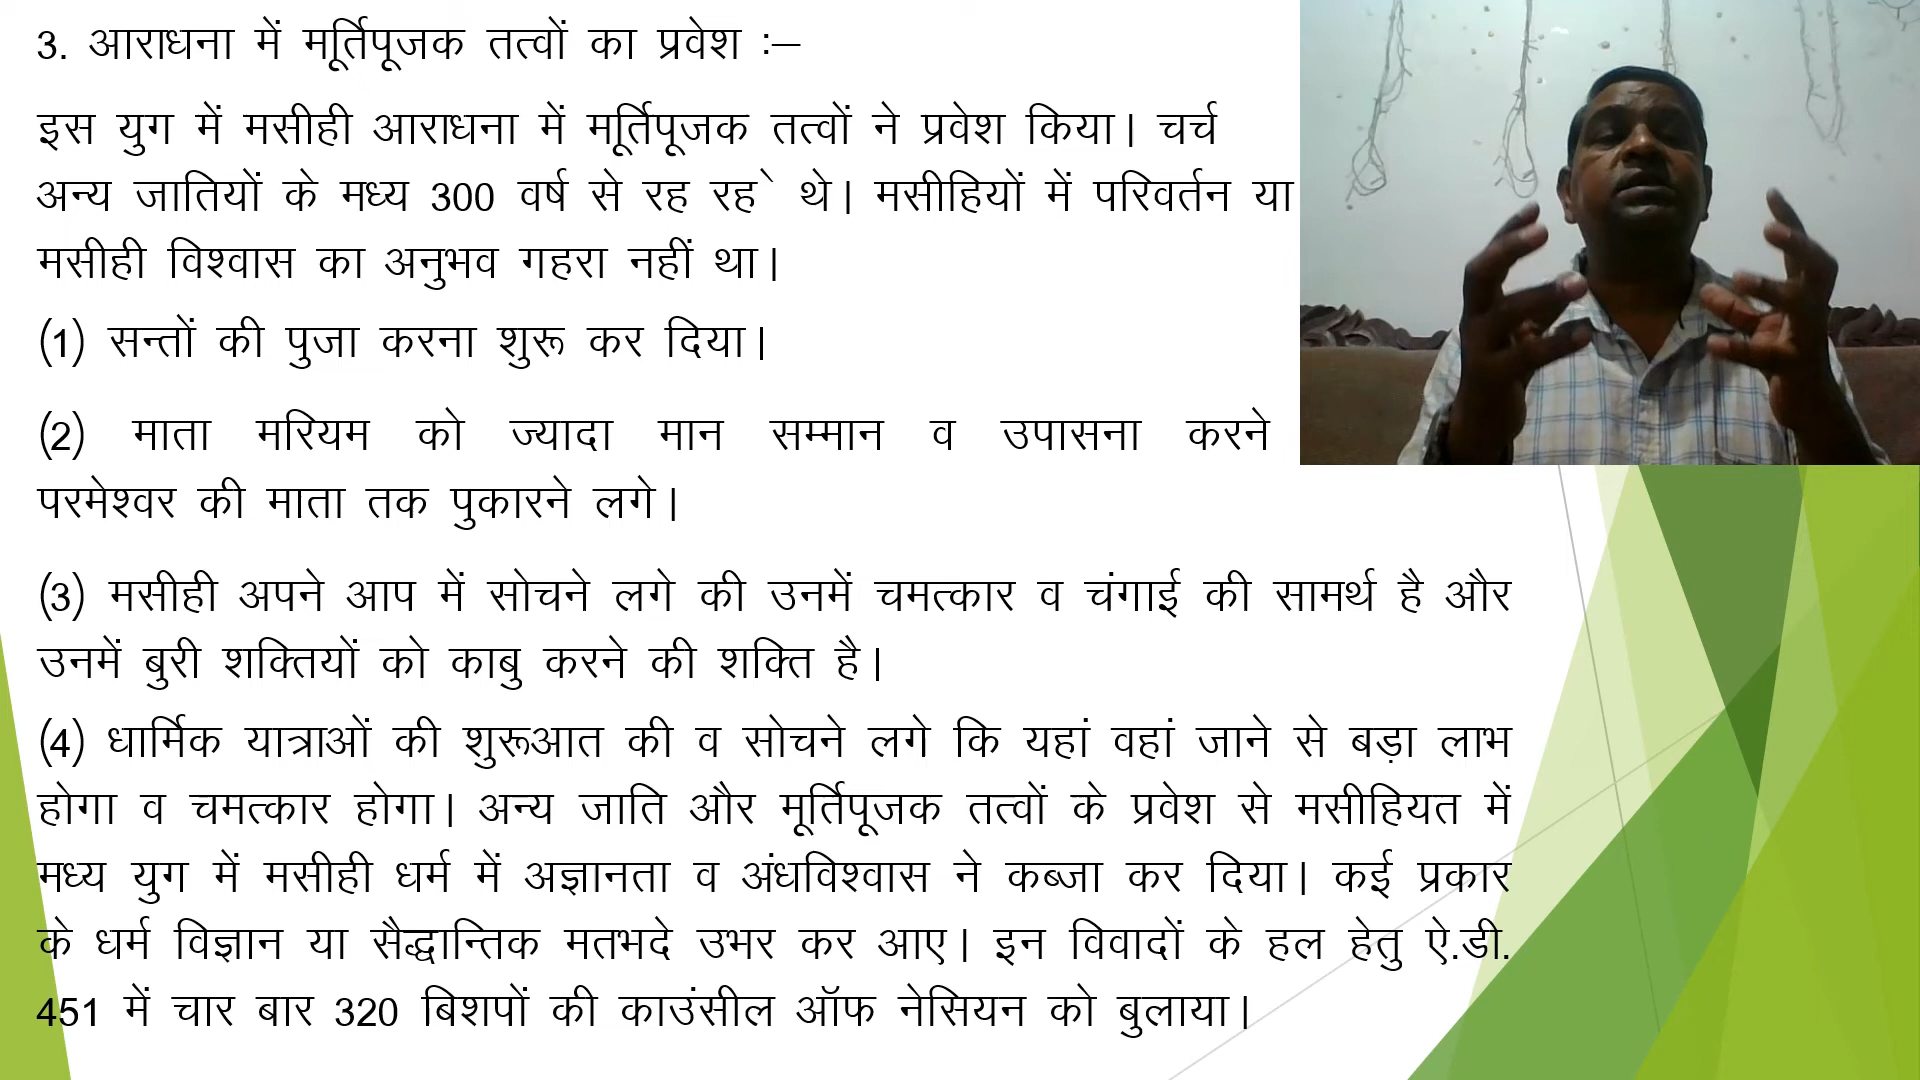 3. आराधना में मूर्तिपूजक तत्वों का प्रवेश :–
इस युग में मसीही आराधना में मूर्तिपूजक तत्वों ने प्रवेश किया। चर्च
अन्य जातियों के मध्य 300 वर्ष से रह रहे थे। मसीहियों में परिवर्तन या
मसीही विश्वास का अनुभव गहरा नहीं था।
(1) सन्तों की पुजा करना शुरू कर दिया।
(2) माता मरियम को ज्यादा मान सम्मान व उपासना करने
परमेश्वर की माता तक पुकारने लगे।
(3) मसीही अपने आप में सोचने लगे की उनमें चमत्कार व चंगाई की सामर्थ है और
उनमें बुरी शक्तियों को काबु करने की शक्ति है।
(4) धार्मिक यात्राओं की शुरूआत की व सोचने लगे कि यहां वहां जाने से बड़ा लाभ
होगा व चमत्कार होगा। अन्य जाति और मूर्तिपूजक तत्वों के प्रवेश से मसीहियत में
मध्य युग में मसीही धर्म में अज्ञानता व अंधविश्वास ने कब्जा कर दिया। कई प्रकार
के धर्म विज्ञान या सैद्धान्तिक मतभदे उभर कर आए। इन विवादों के हल हेतु ऐ.डी.
451 में चार बार 320 बिशपों की काउंसील ऑफ नेसियन को बुलाया।